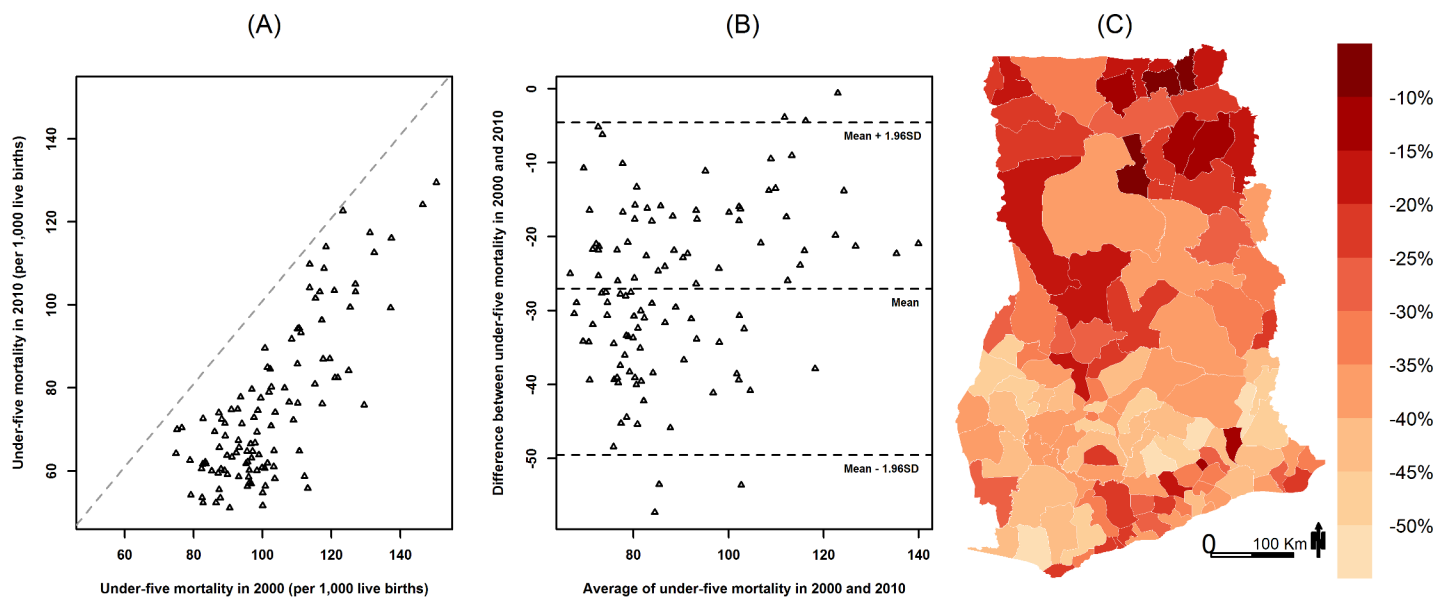 (A)
Under-five mortality in 2010 (per 1,000 live births)
140
120
100
80
60
60 80 100 120 140
Under-five mortality in 2000 (per 1,000 live births)
(B)
Difference between under-five mortality in 2000 and 2010
0
-10
-20
-30
-40
-50
Mean + 1.96SD
Mean
Mean - 1.96SD
80 100 120 140
Average of under-five mortality in 2000 and 2010
(C)
0 100 Km N
-10%
-15%
-20%
-25%
-30%
-35%
-40%
-45%
-50%